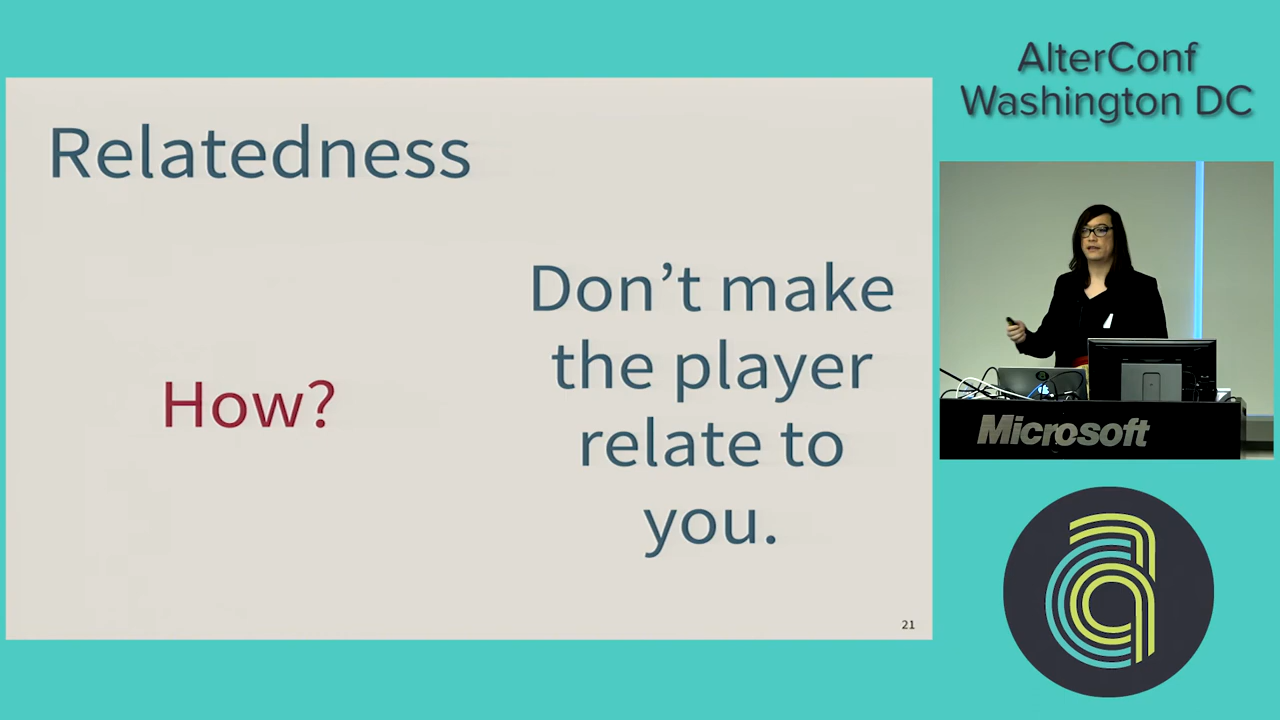 Relatedness
How?
Don't make
the player
relate to
you.
21
AlterConf
Washington DC
Microsoft